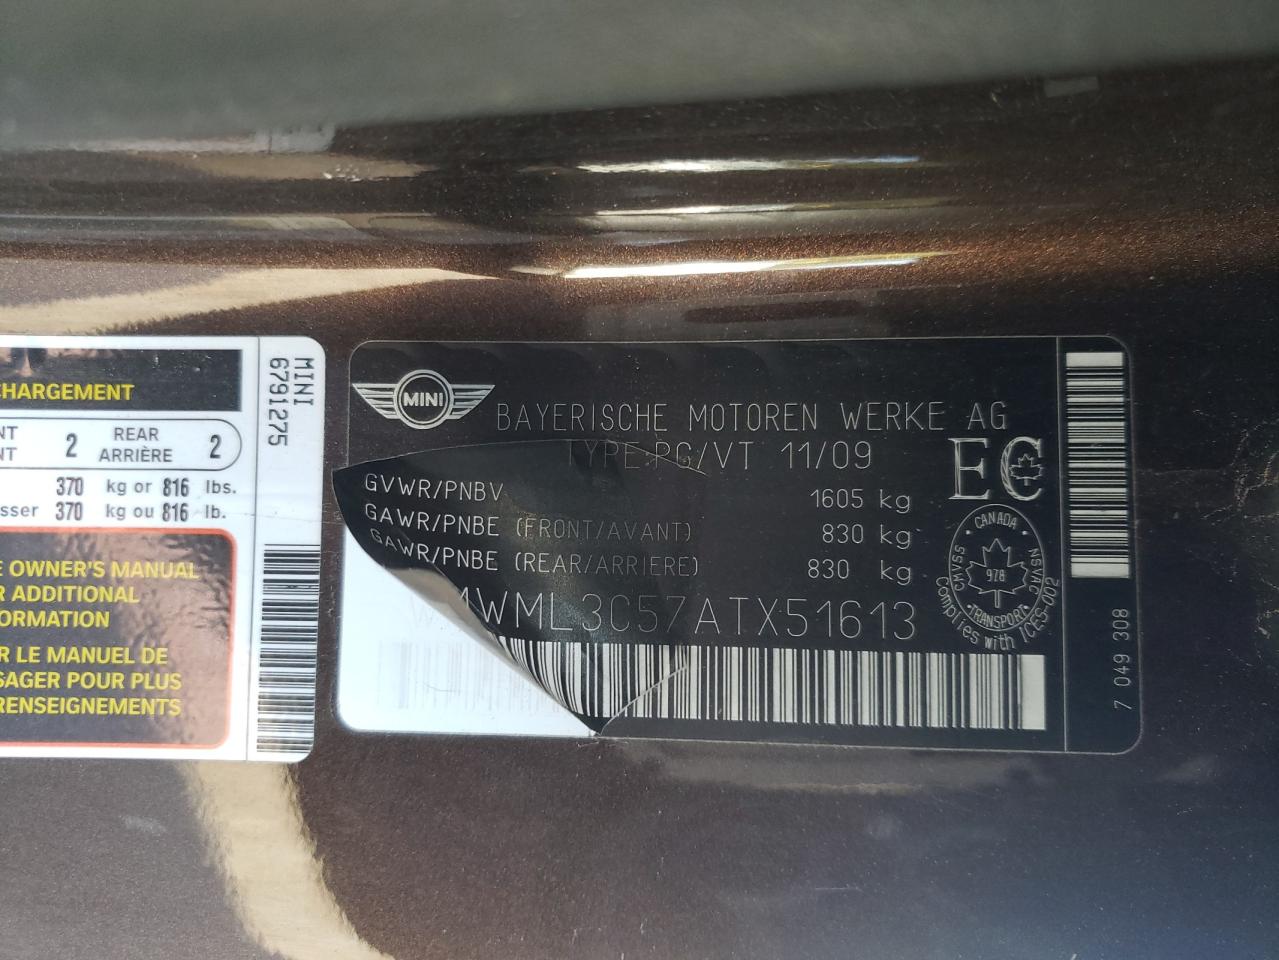 CHARGEMENT
NT
NT
2
REAR
ARRIÈRE
2
370 kg or 816 lbs.
sser 370 kg ou 816 lb.
E OWNER'S MANUAL
R ADDITIONAL
FORMATION
R LE MANUEL DE
SAGER POUR PLUS
RENSEIGNEMENTS
MINI
6791275
MINI
BAYERISCHE MOTOREN WERKE AG
TYPE:PG/VT 11/09
GVWR/PNBV 1605 kg
GAWR/PNBE (FRONT/AVANT) 830 kg
GAWR/PNBE (REAR/ARRIERE) 830 kg
WMWML3C57ATX51613
EC
CANADA
CMVSS
NSVAC
978
TRANSPORT
Complies with ICES-002
7 049 308